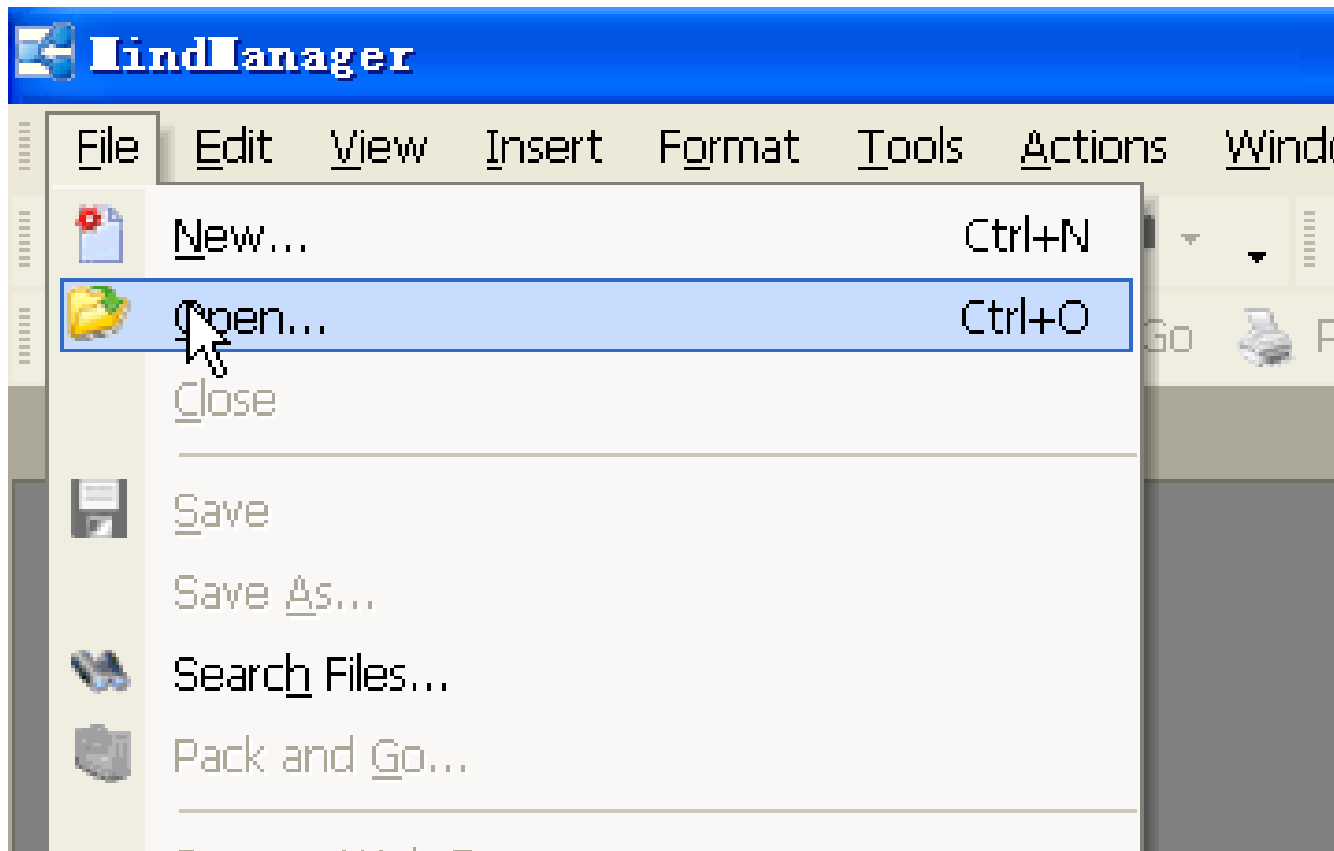 MindManager
File Edit View Insert Format Tools Actions
New... Ctrl+N
Open... Ctrl+O
Go
Close
Save
Save As...
Search Files...
Pack and Go...